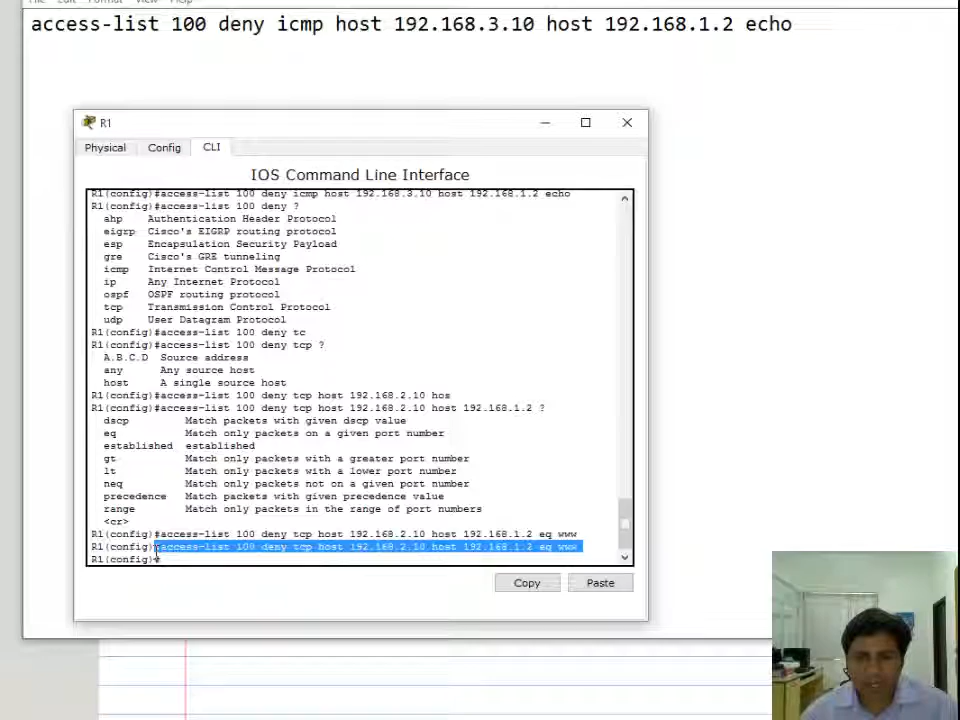 File Edit Format View Help
access-list 100 deny icmp host 192.168.3.10 host 192.168.1.2 echo
R1
Physical Config CLI
IOS Command Line Interface
R1(config)#access-list 100 deny icmp host 192.168.3.10 host 192.168.1.2 echo
R1(config)#access-list 100 deny ?
ahp Authentication Header Protocol
eigrp Cisco's EIGRP routing protocol
esp Encapsulation Security Payload
gre Cisco's GRE tunneling
icmp Internet Control Message Protocol
ip Any Internet Protocol
ospf OSPF routing protocol
tcp Transmission Control Protocol
udp User Datagram Protocol
R1(config)#access-list 100 deny tc
R1(config)#access-list 100 deny tcp ?
A.B.C.D Source address
any Any source host
host A single source host
R1(config)#access-list 100 deny tcp host 192.168.2.10 hos
R1(config)#access-list 100 deny tcp host 192.168.2.10 host 192.168.1.2 ?
dscp Match packets with given dscp value
eq Match only packets on a given port number
established established
gt Match only packets with a greater port number
lt Match only packets with a lower port number
neq Match only packets not on a given port number
precedence Match packets with given precedence value
range Match only packets in the range of port numbers
<cr>
R1(config)#access-list 100 deny tcp host 192.168.2.10 host 192.168.1.2 eq www
R1(config)#access-list 100 deny tcp host 192.168.2.10 host 192.168.1.2 eq www
R1(config)#
Copy Paste